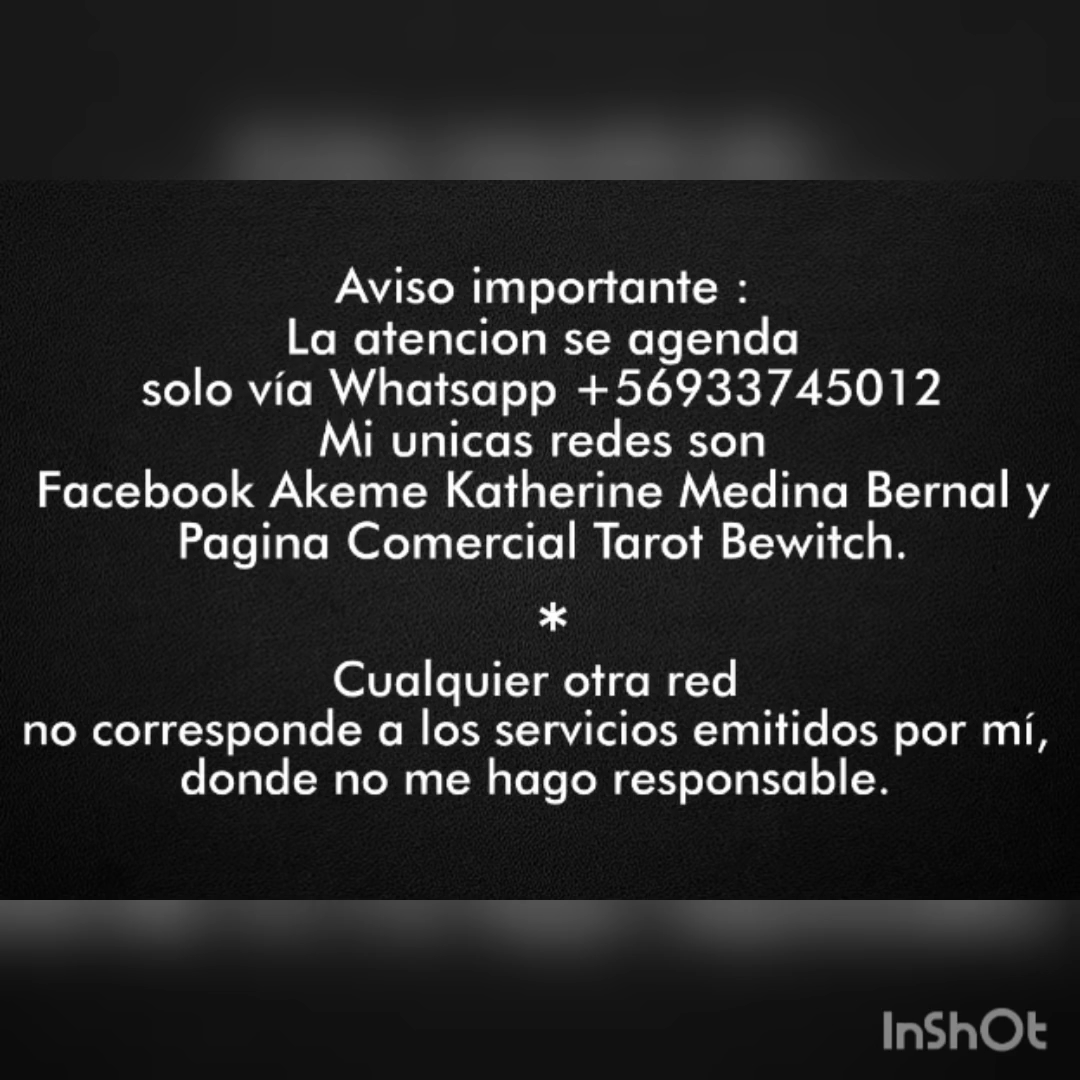 Aviso importante :
La atencion se agenda
solo vía Whatsapp +56933745012
Mi unicas redes son
Facebook Akeme Katherine Medina Bernal y
Pagina Comercial Tarot Bewitch.
*
Cualquier otra red
no corresponde a los servicios emitidos por mí,
donde no me hago responsable.
InShOt